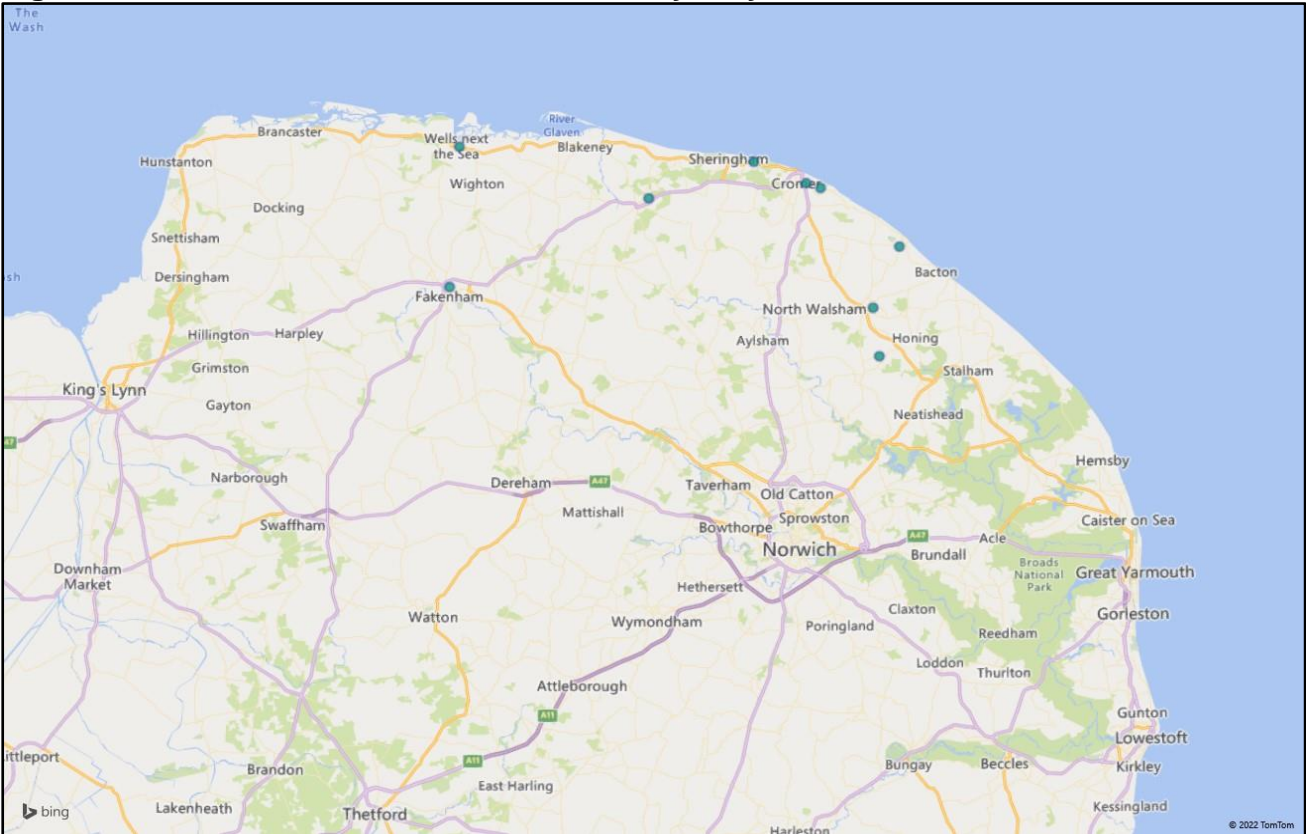 The
Wash
River
Glaven
Brancaster
Wells next
the Sea
Blakeney
Hunstanton
Sheringham
Wighton
Cromer
Docking
Snettisham
Dersingham
Bacton
Fakenham
Hillington
Harpley
North Walsham
Aylsham
Honing
Grimston
Stalham
King's Lynn
Gayton
Neatishead
Hemsby
Narborough
Dereham
A47
Taverham
Old Catton
Mattishall
Swaffham
Bowthorpe
Sprowston
Caister on Sea
Norwich
A47
Acle
Brundall
Downham
Market
Broads
National
Park
Great Yarmouth
Hethersett
Watton
Wymondham
Claxton
Gorleston
Poringland
Reedham
Loddon
Thurlton
Attleborough
A11
Gunton
Lowestoft
A11
Brandon
East Harling
Bungay
Beccles
Kirkley
Lakenheath
Thetford
Kessingland
Harleston
bing
© 2022 TomTom